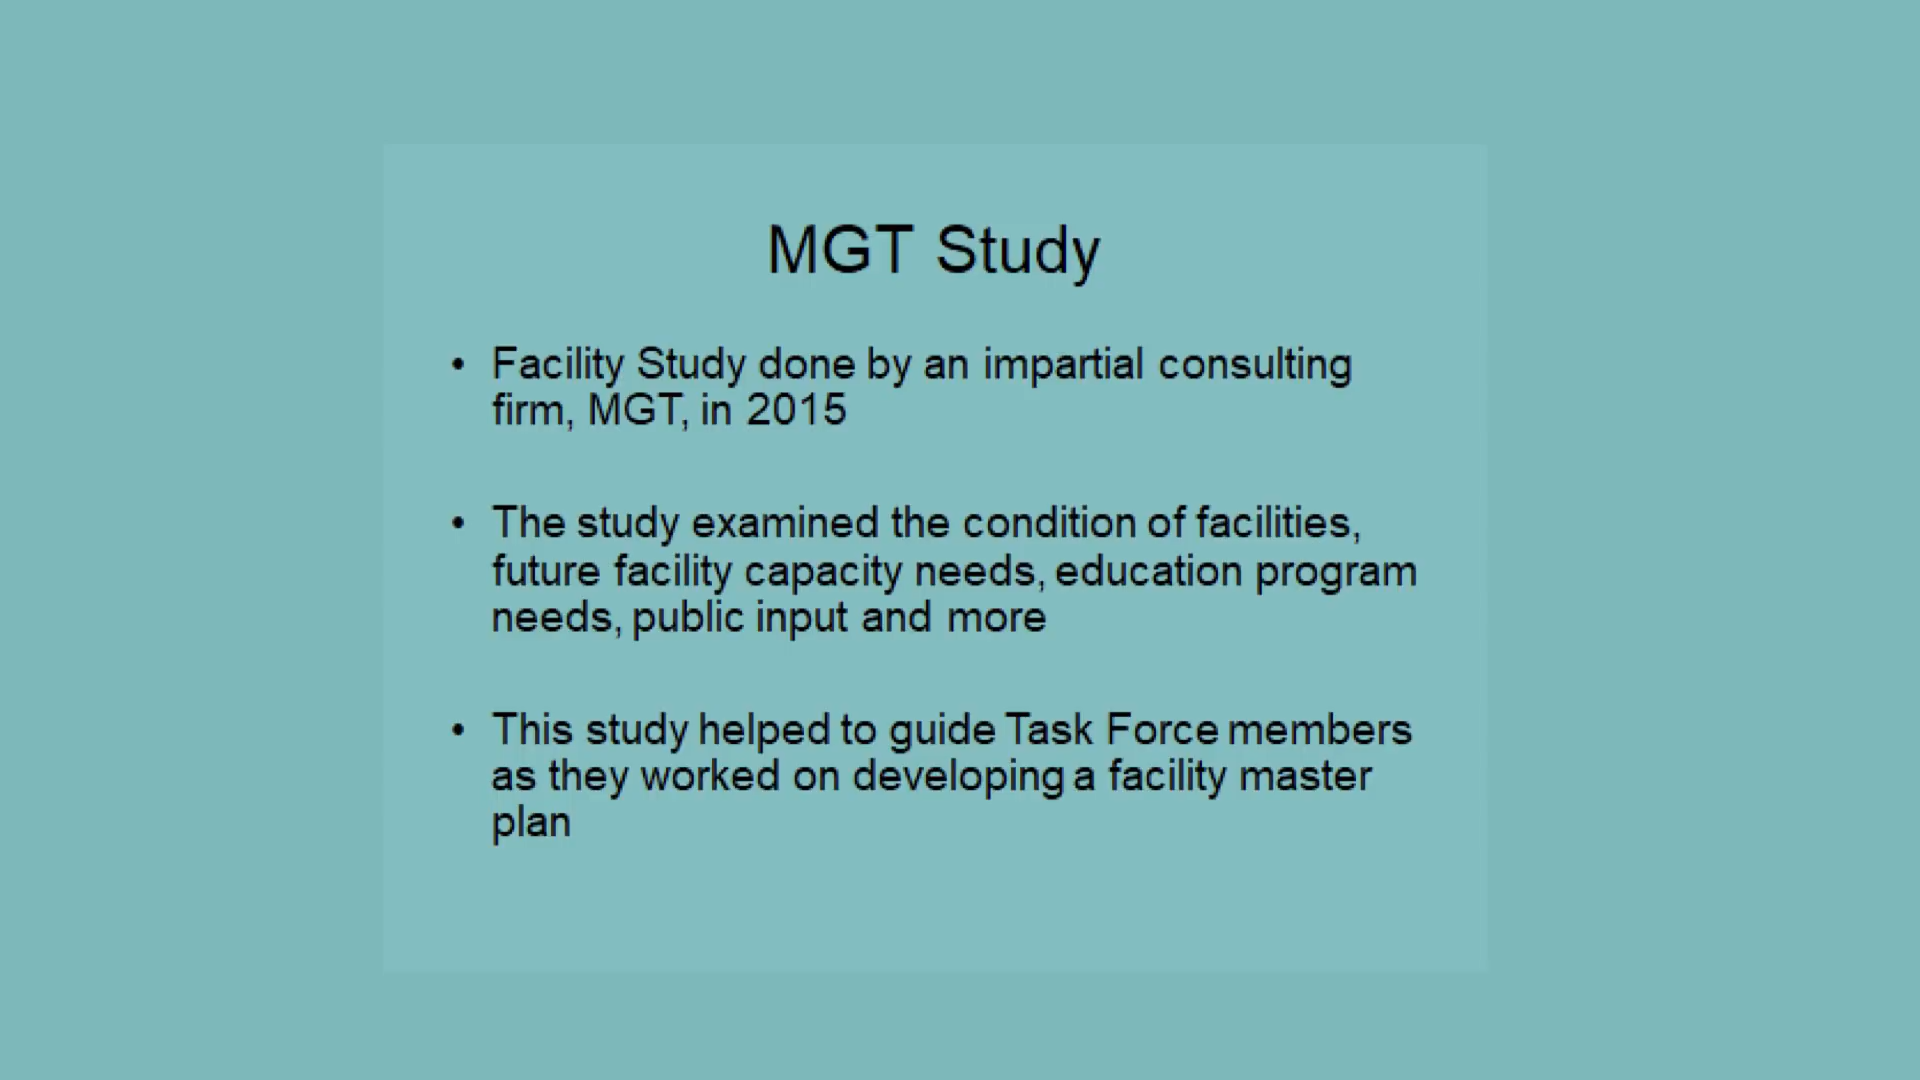 MGT Study
• Facility Study done by an impartial consulting
firm, MGT, in 2015
• The study examined the condition of facilities,
future facility capacity needs, education program
needs, public input and more
• This study helped to guide Task Force members
as they worked on developing a facility master
plan